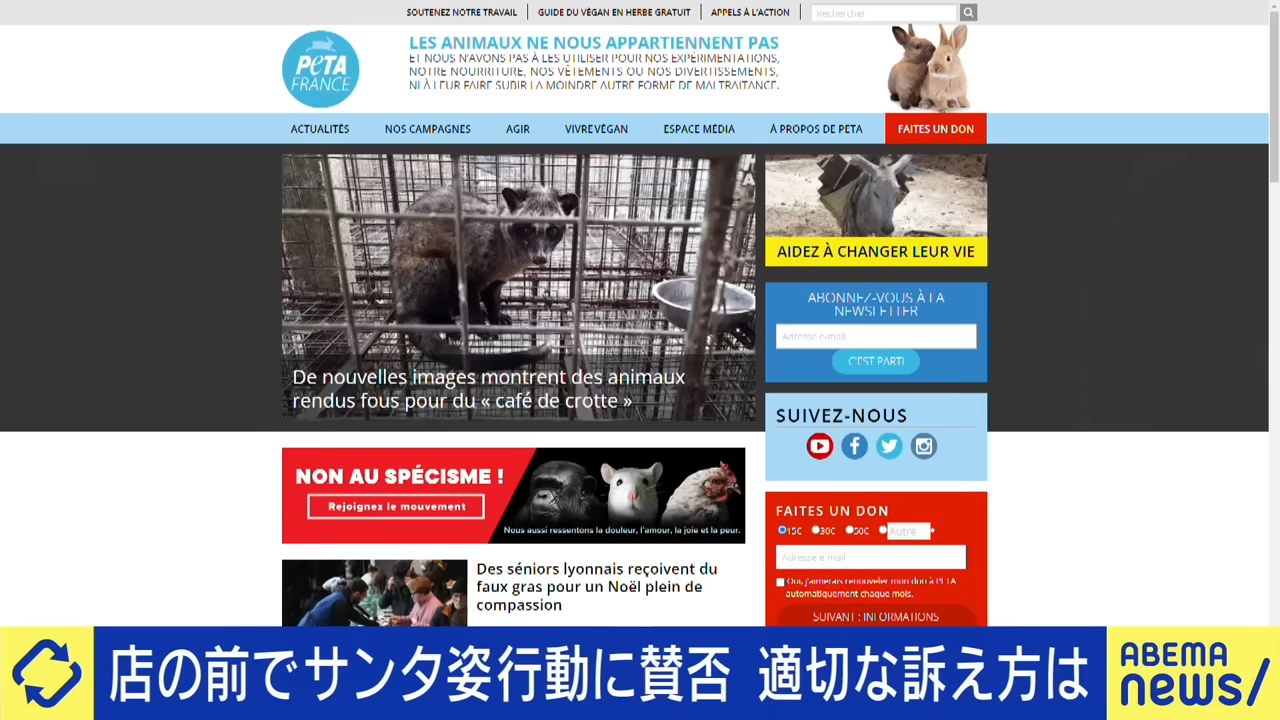 SOUTENEZ NOTRE TRAVAIL
GUIDE DU VÉGAN EN HERBE GRATUIT
APPELS À L'ACTION
Rechercher
PETA
FRANCE
LES ANIMAUX NE NOUS APPARTIENNENT PAS
ET NOUS N'AVONS PAS À LES UTILISER POUR NOS EXPÉRIMENTATIONS,
NOTRE NOURRITURE, NOS VÊTEMENTS OU NOS DIVERTISSEMENTS,
NI À LEUR FAIRE SUBIR LA MOINDRE AUTRE FORME DE MALTRAITANCE.
ACTUALITÉS
NOS CAMPAGNES
AGIR
VIVRE VÉGAN
ESPACE MÉDIA
À PROPOS DE PETA
FAITES UN DON
De nouvelles images montrent des animaux
rendus fous pour du « café de crotte »
AIDEZ À CHANGER LEUR VIE
ABONNEZ-VOUS À LA
NEWSLETTER
Adresse e-mail
C'EST PARTI
SUIVEZ-NOUS
NON AU SPÉCISME !
Rejoignez le mouvement
Nous aussi ressentons la douleur, l'amour, la joie et la peur.
FAITES UN DON
15€ 30€ 50€ Autre
Adresse e-mail
Oui, j'aimerais renouveler mon don à PETA
automatiquement chaque mois.
SUIVANT : INFORMATIONS
Des séniors lyonnais reçoivent du
faux gras pour un Noël plein de
compassion
店の前でサンタ姿行動に賛否 適切な訴え方は
ABEMA
news/